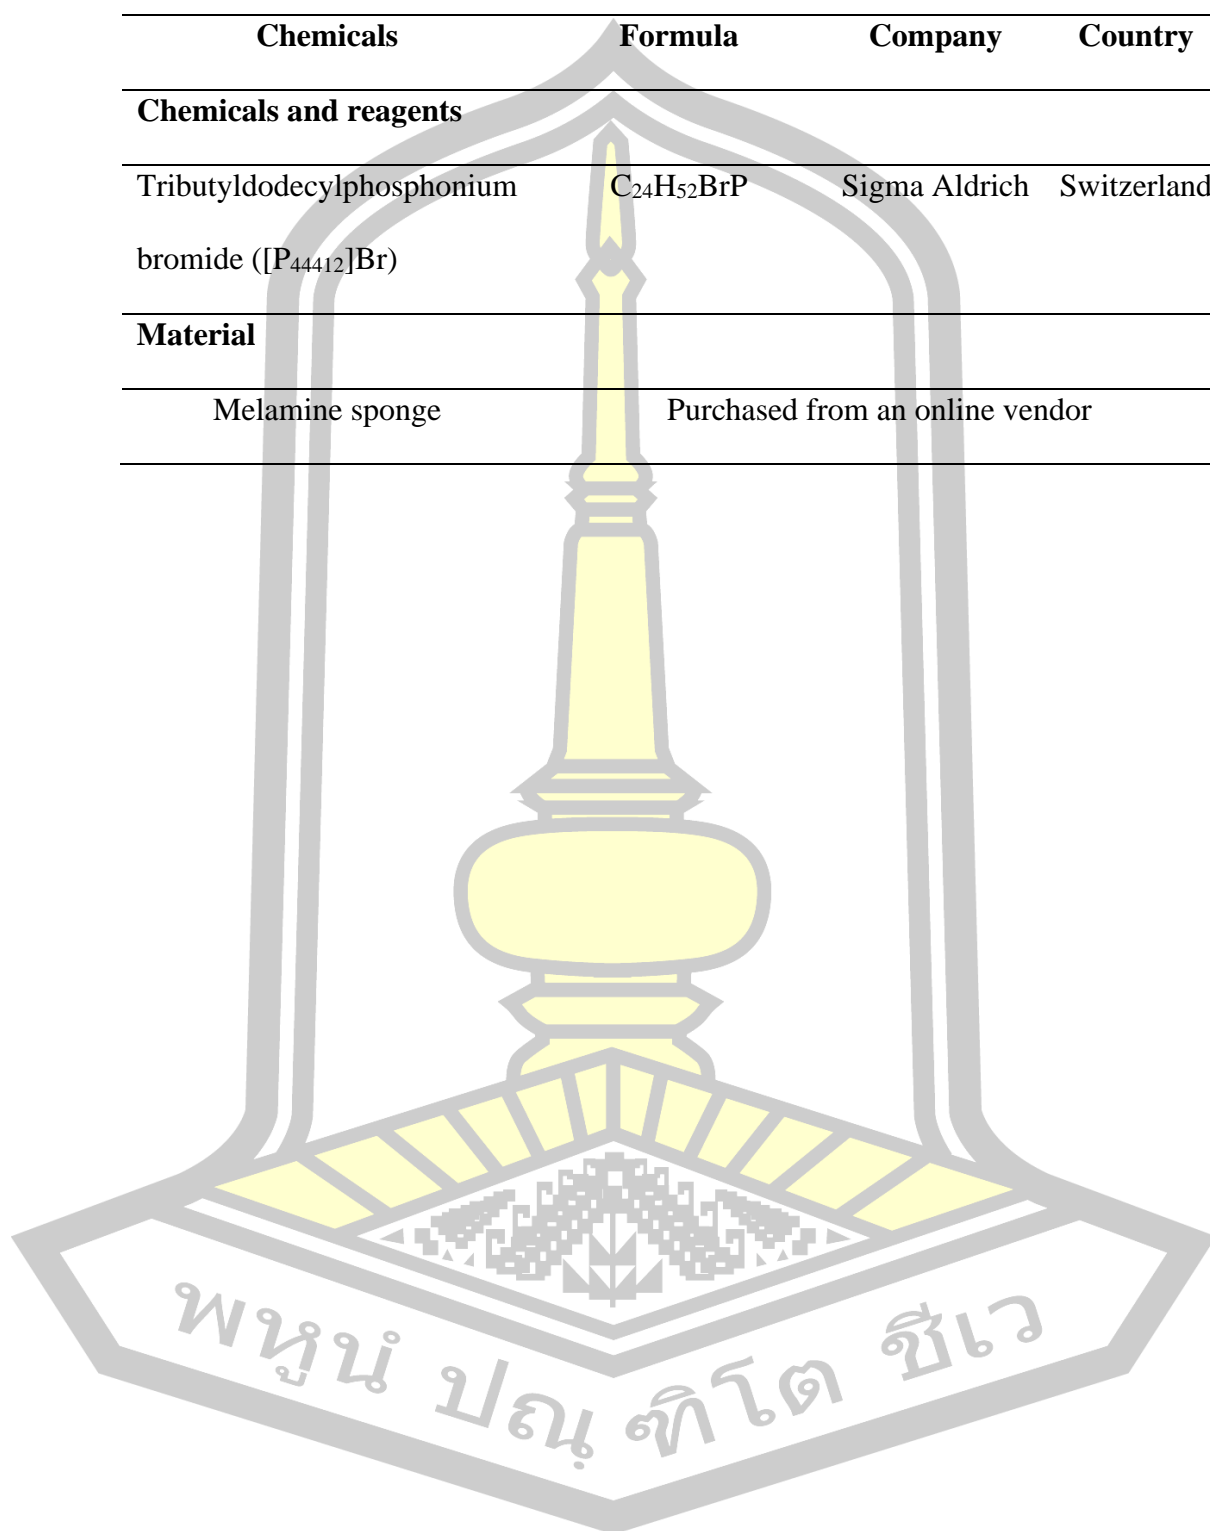 Chemicals Formula Company Country
Chemicals and reagents
Tributyldodecylphosphonium C₂₄H₅₂BrP Sigma Aldrich Switzerland
bromide ([P₄₄₄₁₂]Br)
Material
Melamine sponge Purchased from an online vendor
พหูนํ ปณฺฑิโต ชีเว